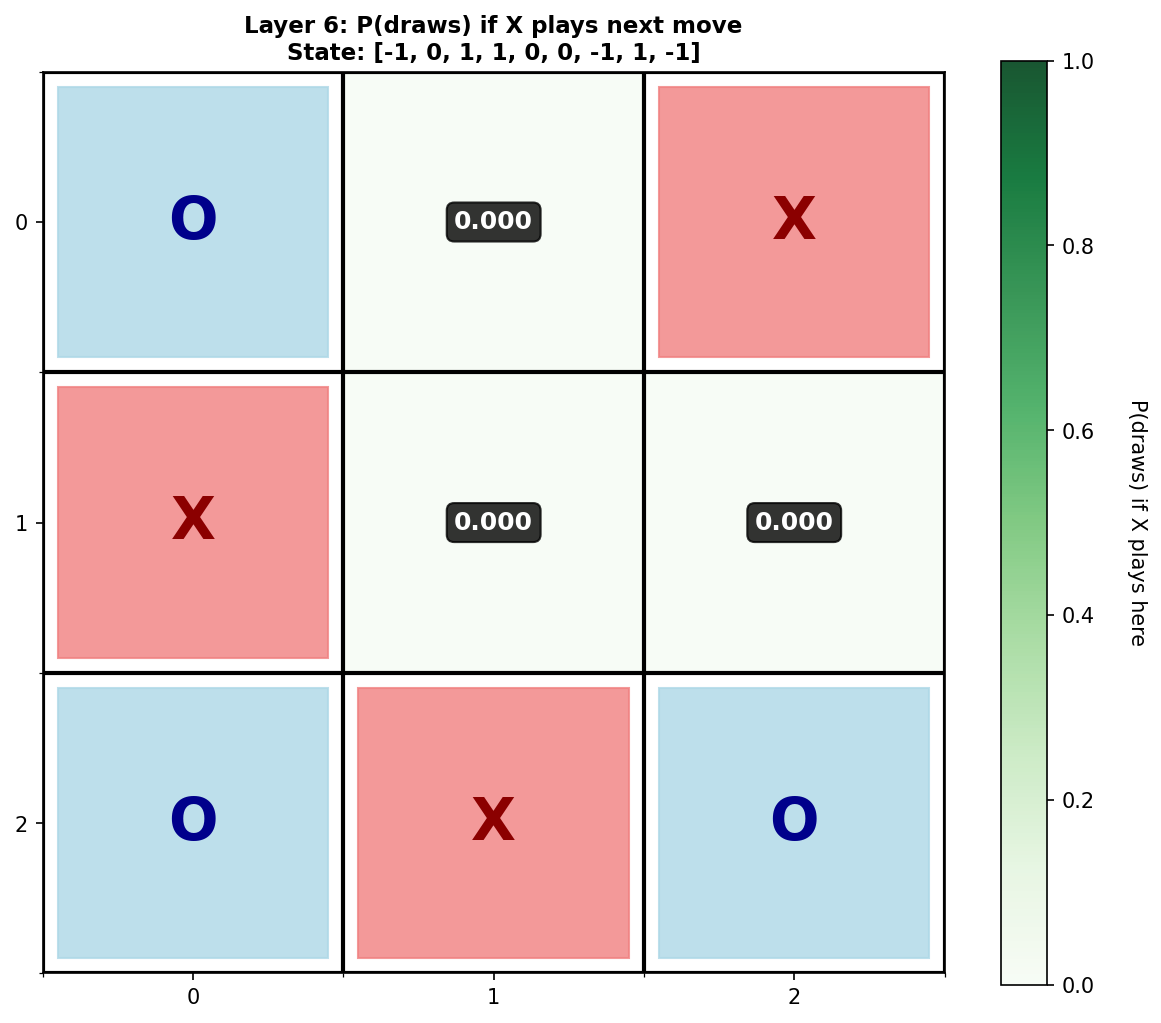 Layer 6: P(draws) if X plays next move
State: [-1, 0, 1, 1, 0, 0, -1, 1, -1]
O
0.000
X
0
X
0.000
0.000
1
O
X
O
2
0
1
2
1.0
0.8
0.6
0.4
0.2
0.0
P(draws) if X plays here